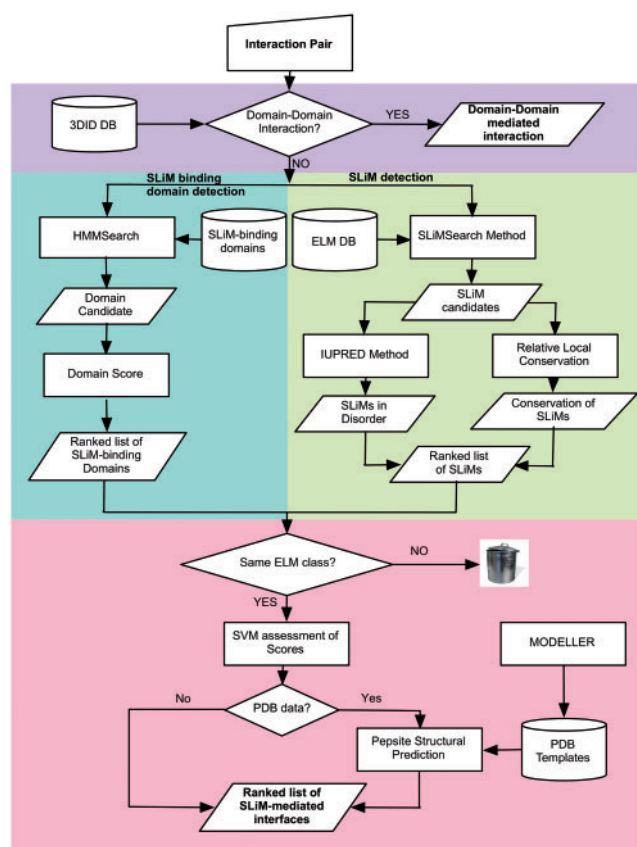 Interaction Pair
3DID DB
Domain-Domain
Interaction?
YES
Domain-Domain
mediated
interaction
NO
SLiM binding
domain detection
SLiM detection
HMMSearch
SLiM-binding
domains
ELM DB
SLiMSearch Method
Domain
Candidate
SLiM
candidates
IUPRED Method
Relative Local
Conservation
Domain Score
SLiMs in
Disorder
Conservation of
SLiMs
Ranked list of
SLiM-binding
Domains
Ranked list
of SLiMs
Same ELM class?
NO
YES
SVM assessment of
Scores
MODELLER
No
PDB data?
Yes
Pepsite Structural
Prediction
PDB
Templates
Ranked list of
SLiM-mediated
interfaces